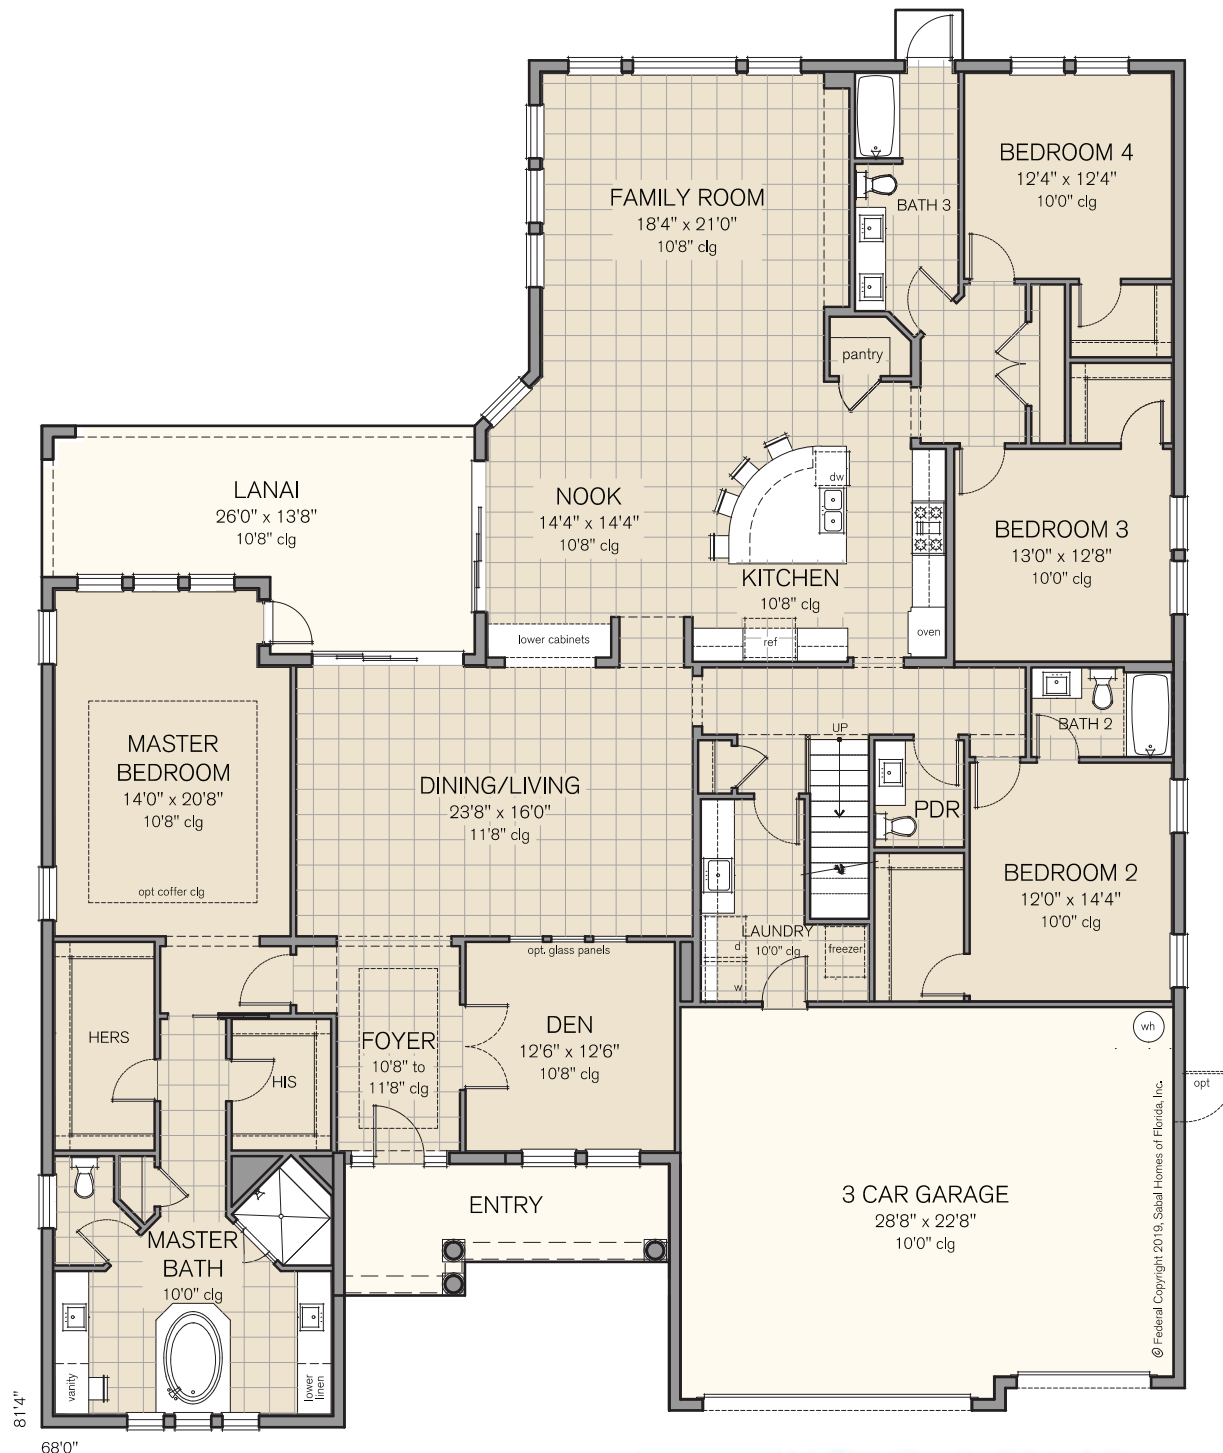 BEDROOM 4
12'4" x 12'4"
10'0" clg
FAMILY ROOM
18'4" x 21'0"
10'8" clg
BATH 3
pantry
LANAI
26'0" x 13'8"
10'8" clg
NOOK
14'4" x 14'4"
10'8" clg
dw
BEDROOM 3
13'0" x 12'8"
10'0" clg
KITCHEN
10'8" clg
lower cabinets
ref
oven
MASTER
BEDROOM
14'0" x 20'8"
10'8" clg
opt coffer clg
DINING/LIVING
23'8" x 16'0"
11'8" clg
UP
BATH 2
PDR
BEDROOM 2
12'0" x 14'4"
10'0" clg
LAUNDRY
10'0" clg
d
w
freezer
opt. glass panels
HERS
HIS
FOYER
10'8" to
11'8" clg
DEN
12'6" x 12'6"
10'8" clg
wh
opt
ENTRY
3 CAR GARAGE
28'8" x 22'8"
10'0" clg
© Federal Copyright 2019, Sabal Homes of Florida, Inc.
MASTER
BATH
10'0" clg
vanity
lower
linen
81'4"
68'0"